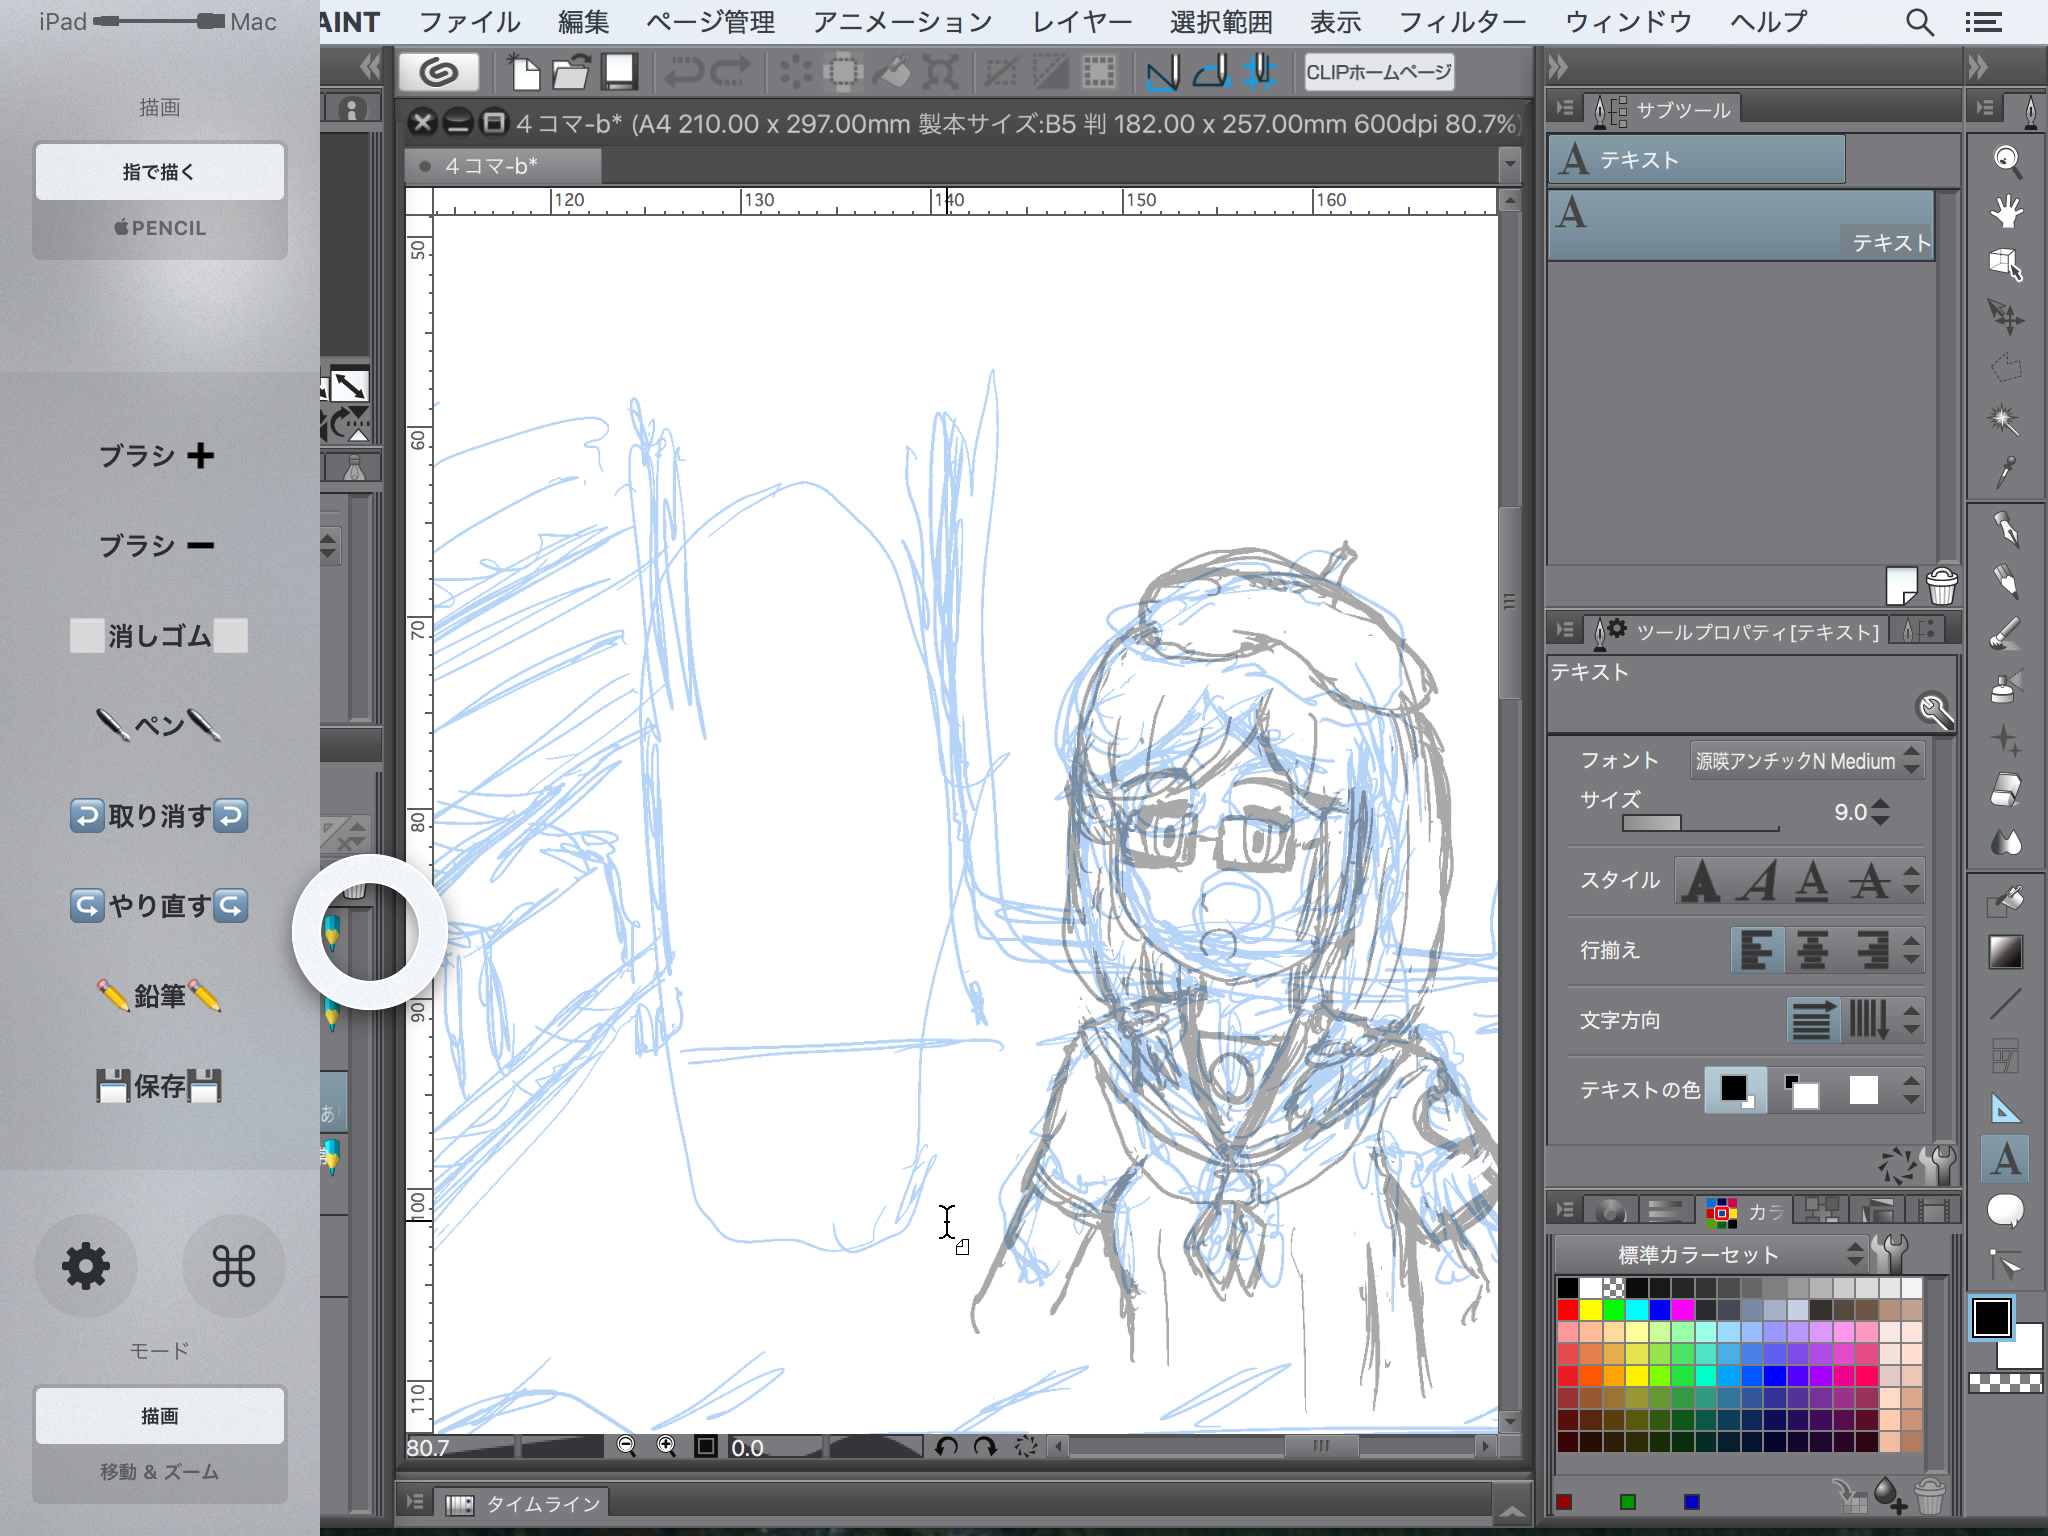 iPad Mac
描画
指で描く
PENCIL
ブラシ ➕
ブラシ ➖
⬜消しゴム⬜
ペン
↩取り消す↩
↪やり直す↪
✏鉛筆✏
💾保存💾
モード
描画
移動 & ズーム
AINT ファイル 編集 ページ管理 アニメーション レイヤー 選択範囲 表示 フィルター ウィンドウ ヘルプ
CLIPホームページ
4コマ-b* (A4 210.00 x 297.00mm 製本サイズ:B5 判 182.00 x 257.00mm 600dpi 80.7%)
4コマ-b*
120 130 140 150 160
50
60
70
80
90
100
110
あ
80.7 0.0
タイムライン
サブツール
テキスト
テキスト
ツールプロパティ[テキスト]
テキスト
フォント 源暎アンチックN Medium
サイズ 9.0
スタイル A A A A
行揃え
文字方向
テキストの色
カラ
標準カラーセット